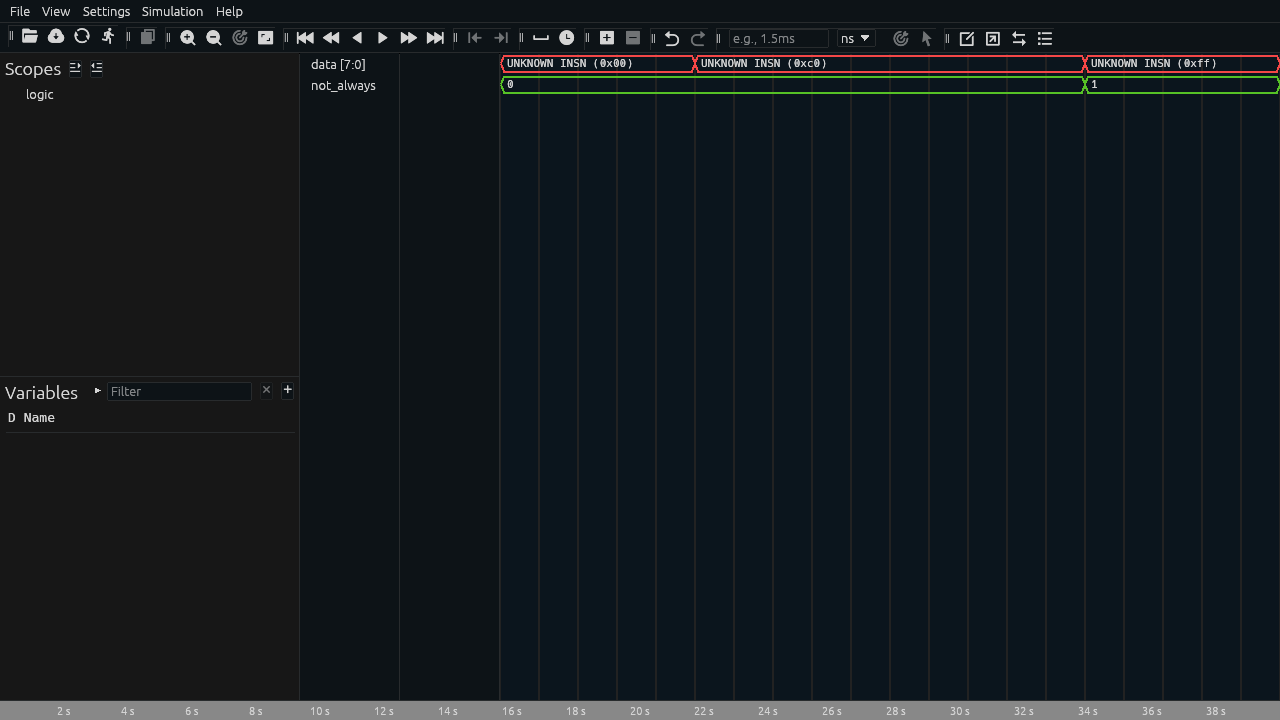 File View Settings Simulation Help
e.g., 1.5ms ns
Scopes
logic
Variables Filter
D Name
data [7:0]
not_always
UNKNOWN INSN (0x00) UNKNOWN INSN (0xc0) UNKNOWN INSN (0xff)
0 1
2 s 4 s 6 s 8 s 10 s 12 s 14 s 16 s 18 s 20 s 22 s 24 s 26 s 28 s 30 s 32 s 34 s 36 s 38 s